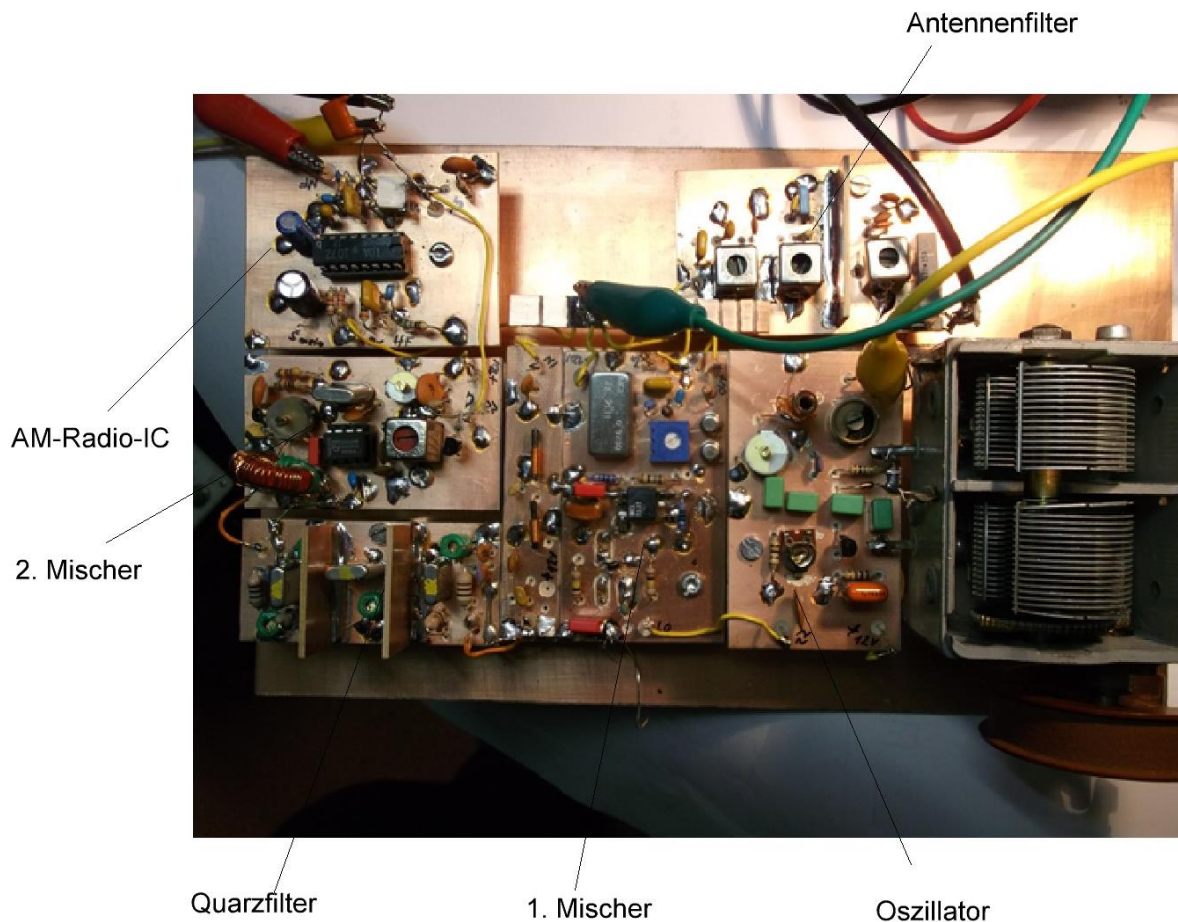 Antennenfilter
AM-Radio-IC
2. Mischer
Quarzfilter
1. Mischer
Oszillator